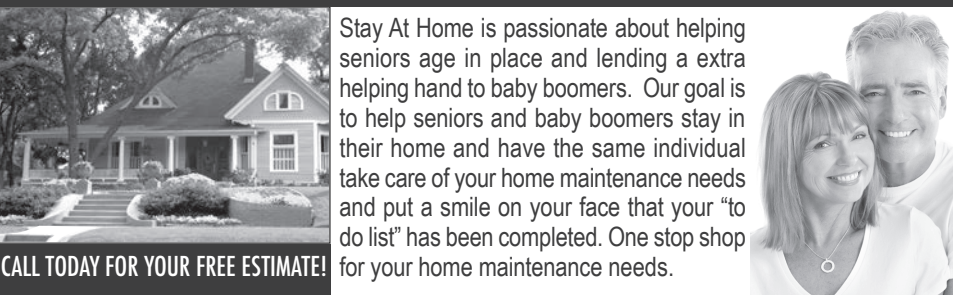 Stay At Home is passionate about helping
seniors age in place and lending a extra
helping hand to baby boomers. Our goal is
to help seniors and baby boomers stay in
their home and have the same individual
take care of your home maintenance needs
and put a smile on your face that your “to
do list” has been completed. One stop shop
for your home maintenance needs.
CALL TODAY FOR YOUR FREE ESTIMATE!